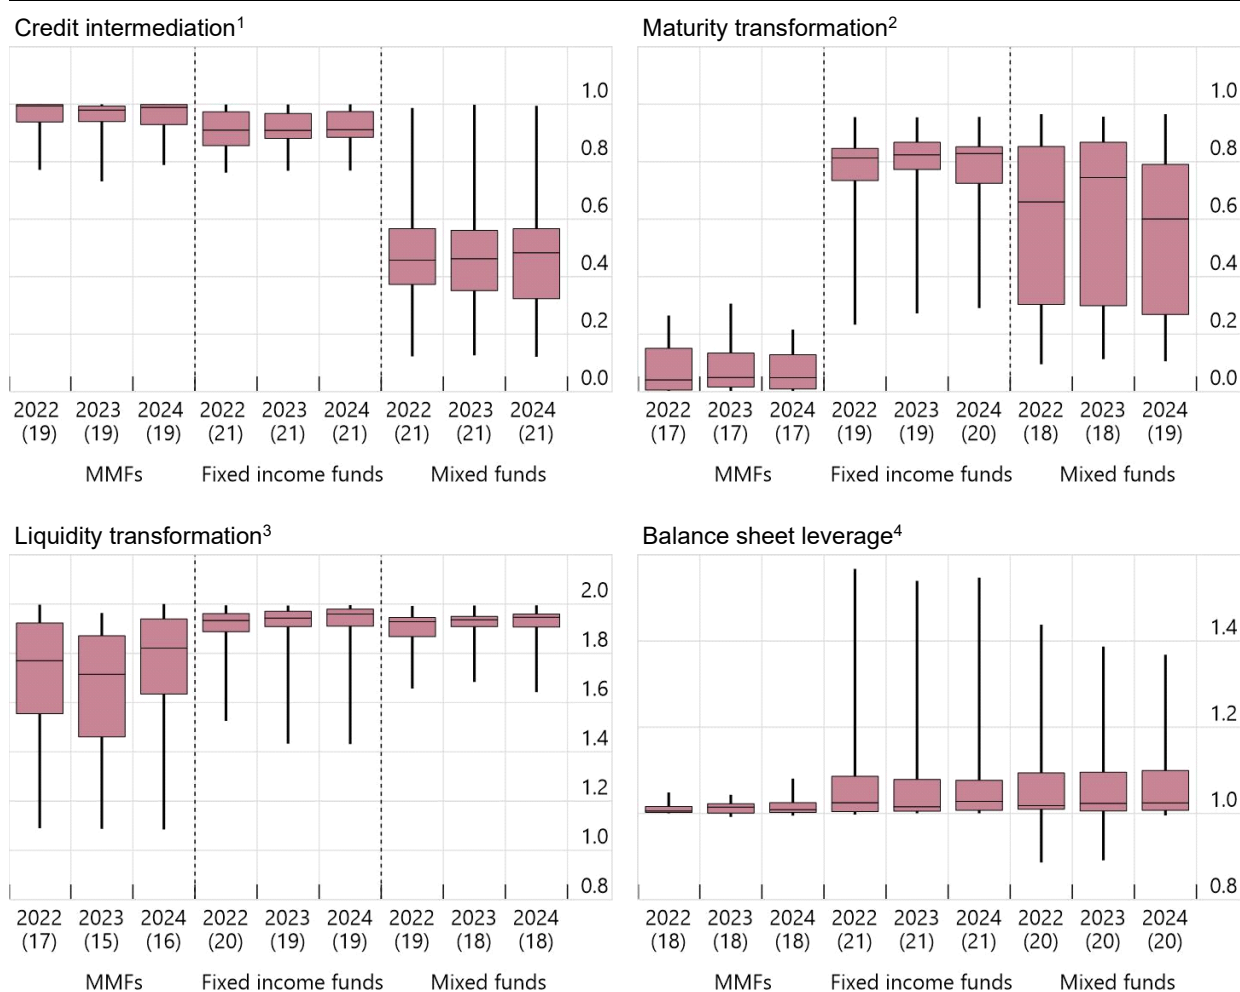 Credit intermediation¹
1.0
0.8
0.6
0.4
0.2
0.0
2022 2023 2024 2022 2023 2024 2022 2023 2024
(19) (19) (19) (21) (21) (21) (21) (21) (21)
MMFs Fixed income funds Mixed funds
Maturity transformation²
1.0
0.8
0.6
0.4
0.2
0.0
2022 2023 2024 2022 2023 2024 2022 2023 2024
(17) (17) (17) (19) (19) (20) (18) (18) (19)
MMFs Fixed income funds Mixed funds
Liquidity transformation³
2.0
1.8
1.6
1.4
1.2
1.0
0.8
2022 2023 2024 2022 2023 2024 2022 2023 2024
(17) (15) (16) (20) (19) (19) (19) (18) (18)
MMFs Fixed income funds Mixed funds
Balance sheet leverage⁴
1.4
1.2
1.0
0.8
2022 2023 2024 2022 2023 2024 2022 2023 2024
(18) (18) (18) (21) (21) (21) (20) (20) (20)
MMFs Fixed income funds Mixed funds